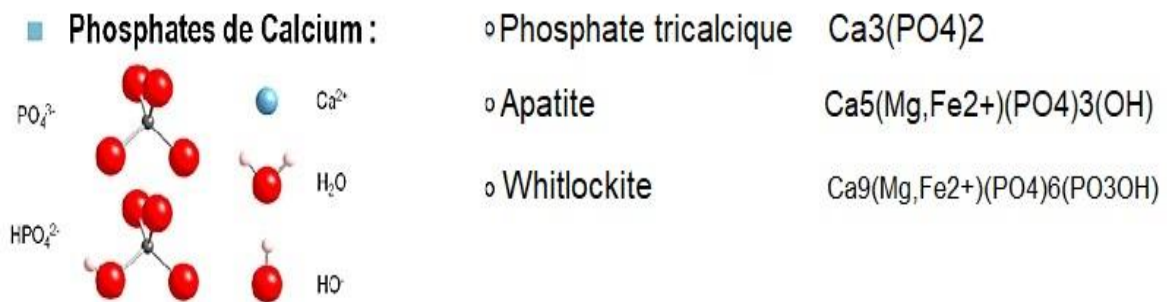 Phosphates de Calcium :
PO₄³⁻
Ca²⁺
H₂O
HPO₄²⁻
HO⁻
Phosphate tricalcique Ca3(PO4)2
Apatite Ca5(Mg,Fe2+)(PO4)3(OH)
Whitlockite Ca9(Mg,Fe2+)(PO4)6(PO3OH)